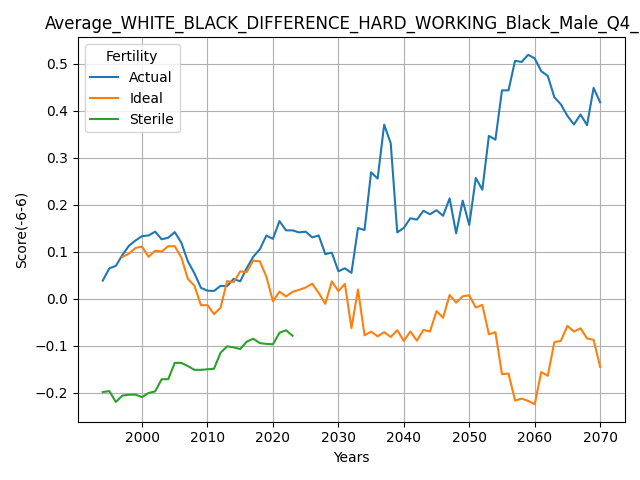 Average_WHITE_BLACK_DIFFERENCE_HARD_WORKING_Black_Male_Q4_
Fertility
Actual
Ideal
Sterile
Score(-6-6)
0.5
0.4
0.3
0.2
0.1
0.0
−0.1
−0.2
2000 2010 2020 2030 2040 2050 2060 2070
Years